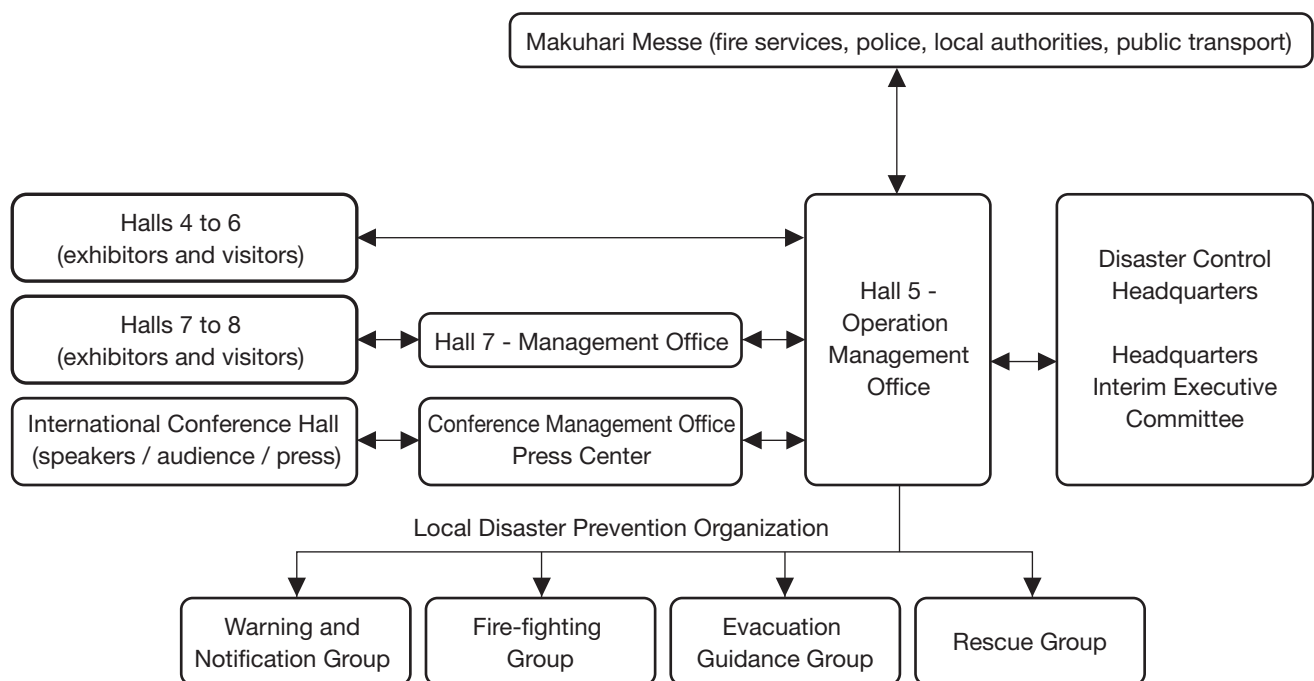 Makuhari Messe (fire services, police, local authorities, public transport)
Halls 4 to 6
(exhibitors and visitors)
Halls 7 to 8
(exhibitors and visitors)
Hall 7 - Management Office
International Conference Hall
(speakers / audience / press)
Conference Management Office
Press Center
Hall 5 -
Operation
Management
Office
Disaster Control
Headquarters
Headquarters
Interim Executive
Committee
Local Disaster Prevention Organization
Warning and
Notification Group
Fire-fighting
Group
Evacuation
Guidance Group
Rescue Group